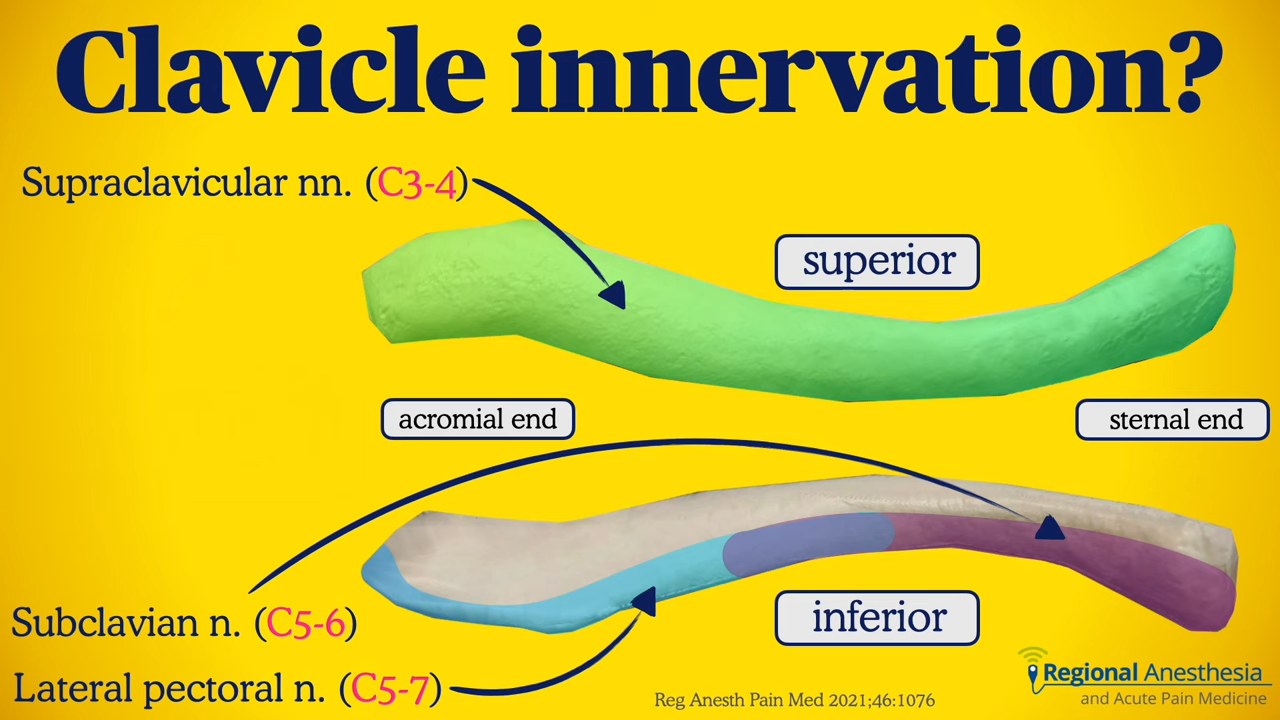 Clavicle innervation?
Supraclavicular nn. (C3-4)
superior
acromial end
sternal end
Subclavian n. (C5-6)
inferior
Lateral pectoral n. (C5-7)
Reg Anesth Pain Med 2021;46:1076
Regional Anesthesia
and Acute Pain Medicine